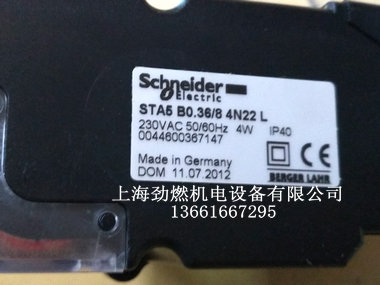 Schneider
Electric
STA5 B0.36/8 4N22 L
230VAC 50/60Hz 4W IP40
0044600367147
Made in Germany
DOM 11.07.2012
BERGER LAHR
上海劲燃机电设备有限公司
13661667295